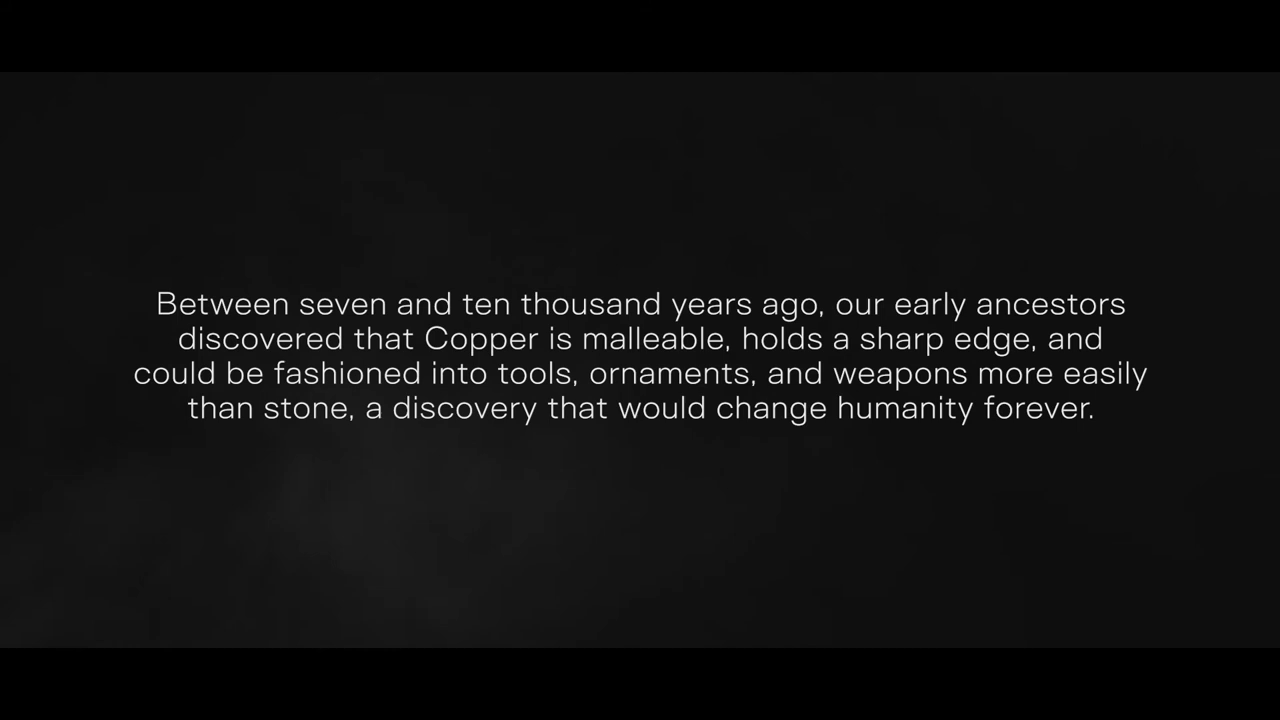 Between seven and ten thousand years ago, our early ancestors
discovered that Copper is malleable, holds a sharp edge, and
could be fashioned into tools, ornaments, and weapons more easily
than stone, a discovery that would change humanity forever.